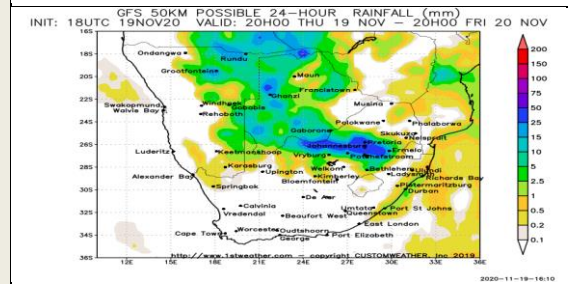 GFS 50KM POSSIBLE 24-HOUR RAINFALL (mm)
INIT: 18UTC 19NOV20 VALID: 20H00 THU 19 NOV - 20H00 FRI 20 NOV
16S
18S
20S
22S
24S
26S
28S
30S
32S
34S
36S
Ondangwa
Rundu
Grootfontein
Maun
Ghanzi
Francistown
Swakopmund
Walvis Bay
Windhoek
Gobabis
Rehoboth
Musina
Polokwane
Phalaborwa
Skukuza
Nelspruit
Gaborone
Pretoria
Johannesburg
Ermelo
Luderitz
Keetmanshoop
Vryburg
Potchefstroom
Karasburg
Upington
Welkom
Bethlehem
Ladysmith
Ulundi
Richards Bay
Alexander Bay
Kimberley
Bloemfontein
Springbok
Pietermaritzburg
Durban
De Aar
Calvinia
Vredendal
Umtata
Port St Johns
Queenstown
Beaufort West
East London
Cape Town
Worcester
Oudtshoorn
George
Port Elizabeth
http://www.1stweather.com - copyright CUSTOMWEATHER, Inc 2019
12E 15E 18E 21E 24E 27E 30E 33E 36E
200
150
100
75
50
25
15
10
5
2.5
1
0.5
0.2
0.1
2020-11-19-16:10